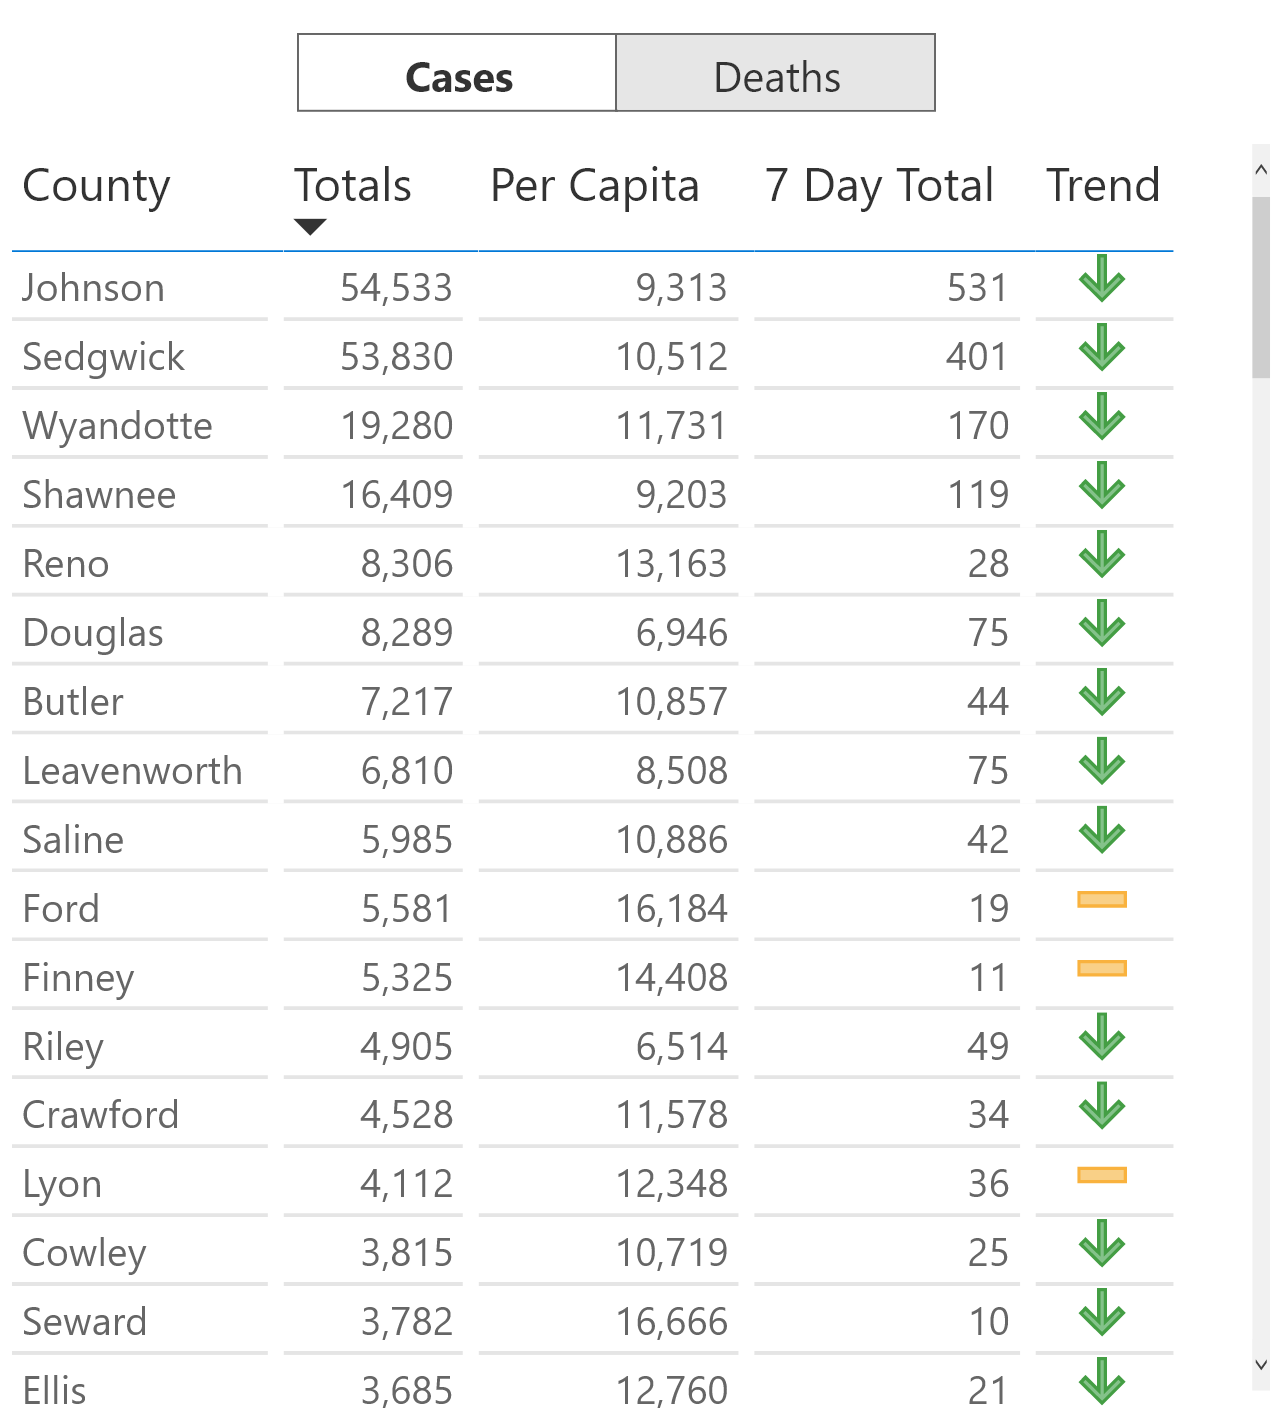 Cases Deaths
County Totals Per Capita 7 Day Total Trend
Johnson 54,533 9,313 531
Sedgwick 53,830 10,512 401
Wyandotte 19,280 11,731 170
Shawnee 16,409 9,203 119
Reno 8,306 13,163 28
Douglas 8,289 6,946 75
Butler 7,217 10,857 44
Leavenworth 6,810 8,508 75
Saline 5,985 10,886 42
Ford 5,581 16,184 19
Finney 5,325 14,408 11
Riley 4,905 6,514 49
Crawford 4,528 11,578 34
Lyon 4,112 12,348 36
Cowley 3,815 10,719 25
Seward 3,782 16,666 10
Ellis 3,685 12,760 21